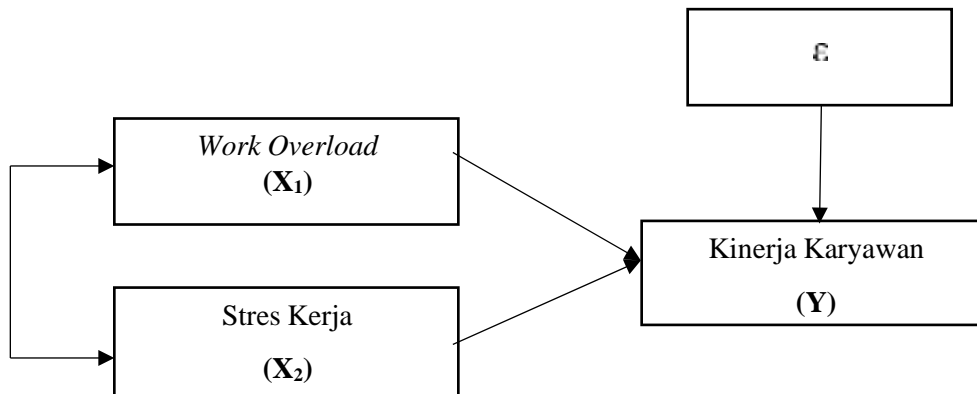 ε
Work Overload
(X₁)
Kinerja Karyawan
(Y)
Stres Kerja
(X₂)